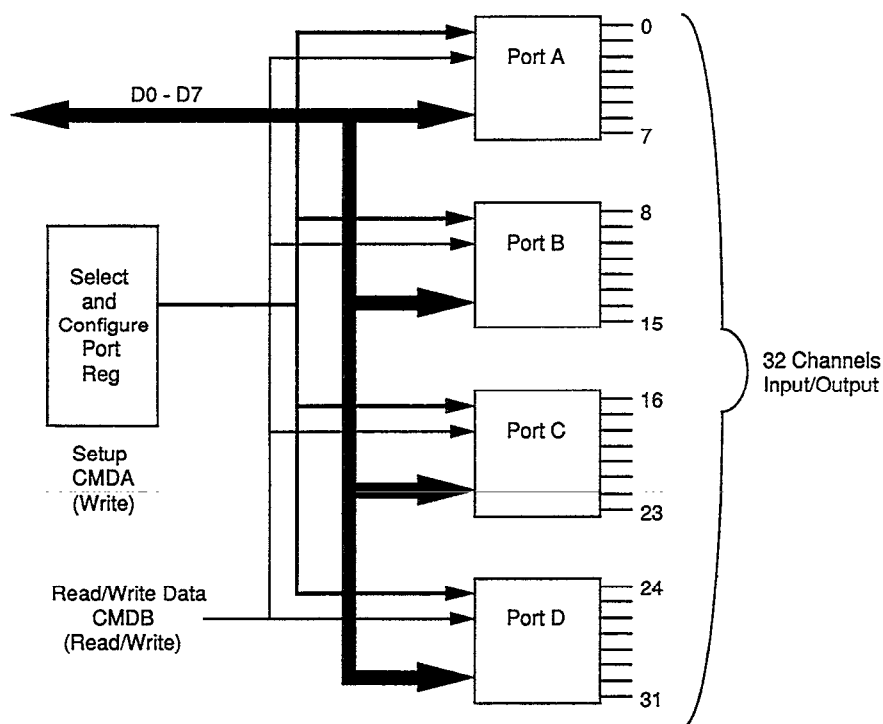 0
Port A
D0 - D7
7
8
Port B
Select
and
Configure
Port
Reg
15
32 Channels
Input/Output
16
Port C
Setup
CMDA
(Write)
23
24
Read/Write Data
CMDB
(Read/Write)
Port D
31